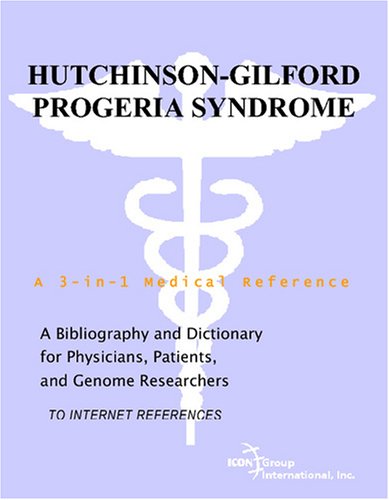 HUTCHINSON-GILFORD
PROGERIA SYNDROME
A 3-in-1 Medical Reference
A Bibliography and Dictionary
for Physicians, Patients,
and Genome Researchers
TO INTERNET REFERENCES
ICON Group
International, Inc.